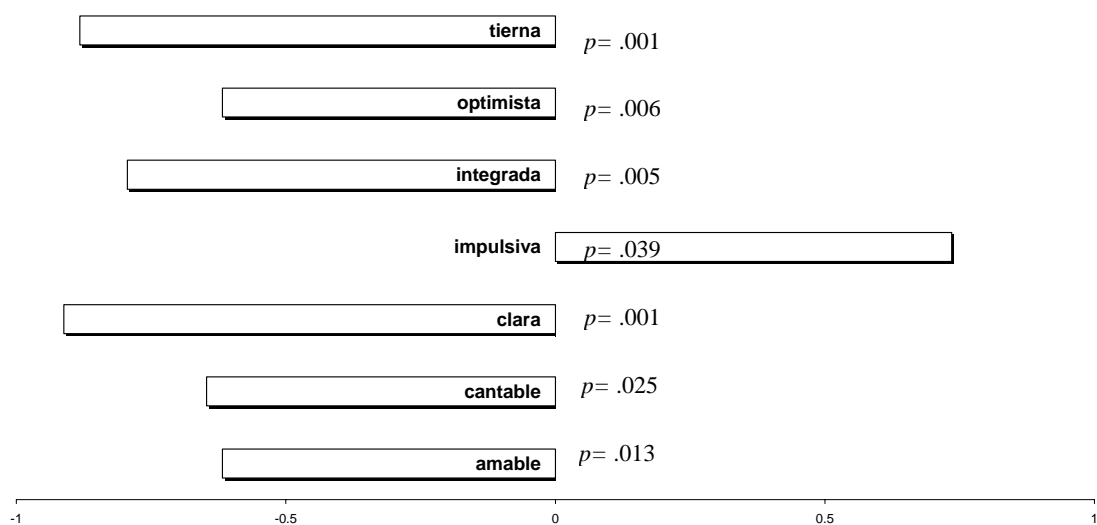 tierna p= .001
optimista p= .006
integrada p= .005
impulsiva p= .039
clara p= .001
cantable p= .025
amable p= .013
-1 -0.5 0 0.5 1